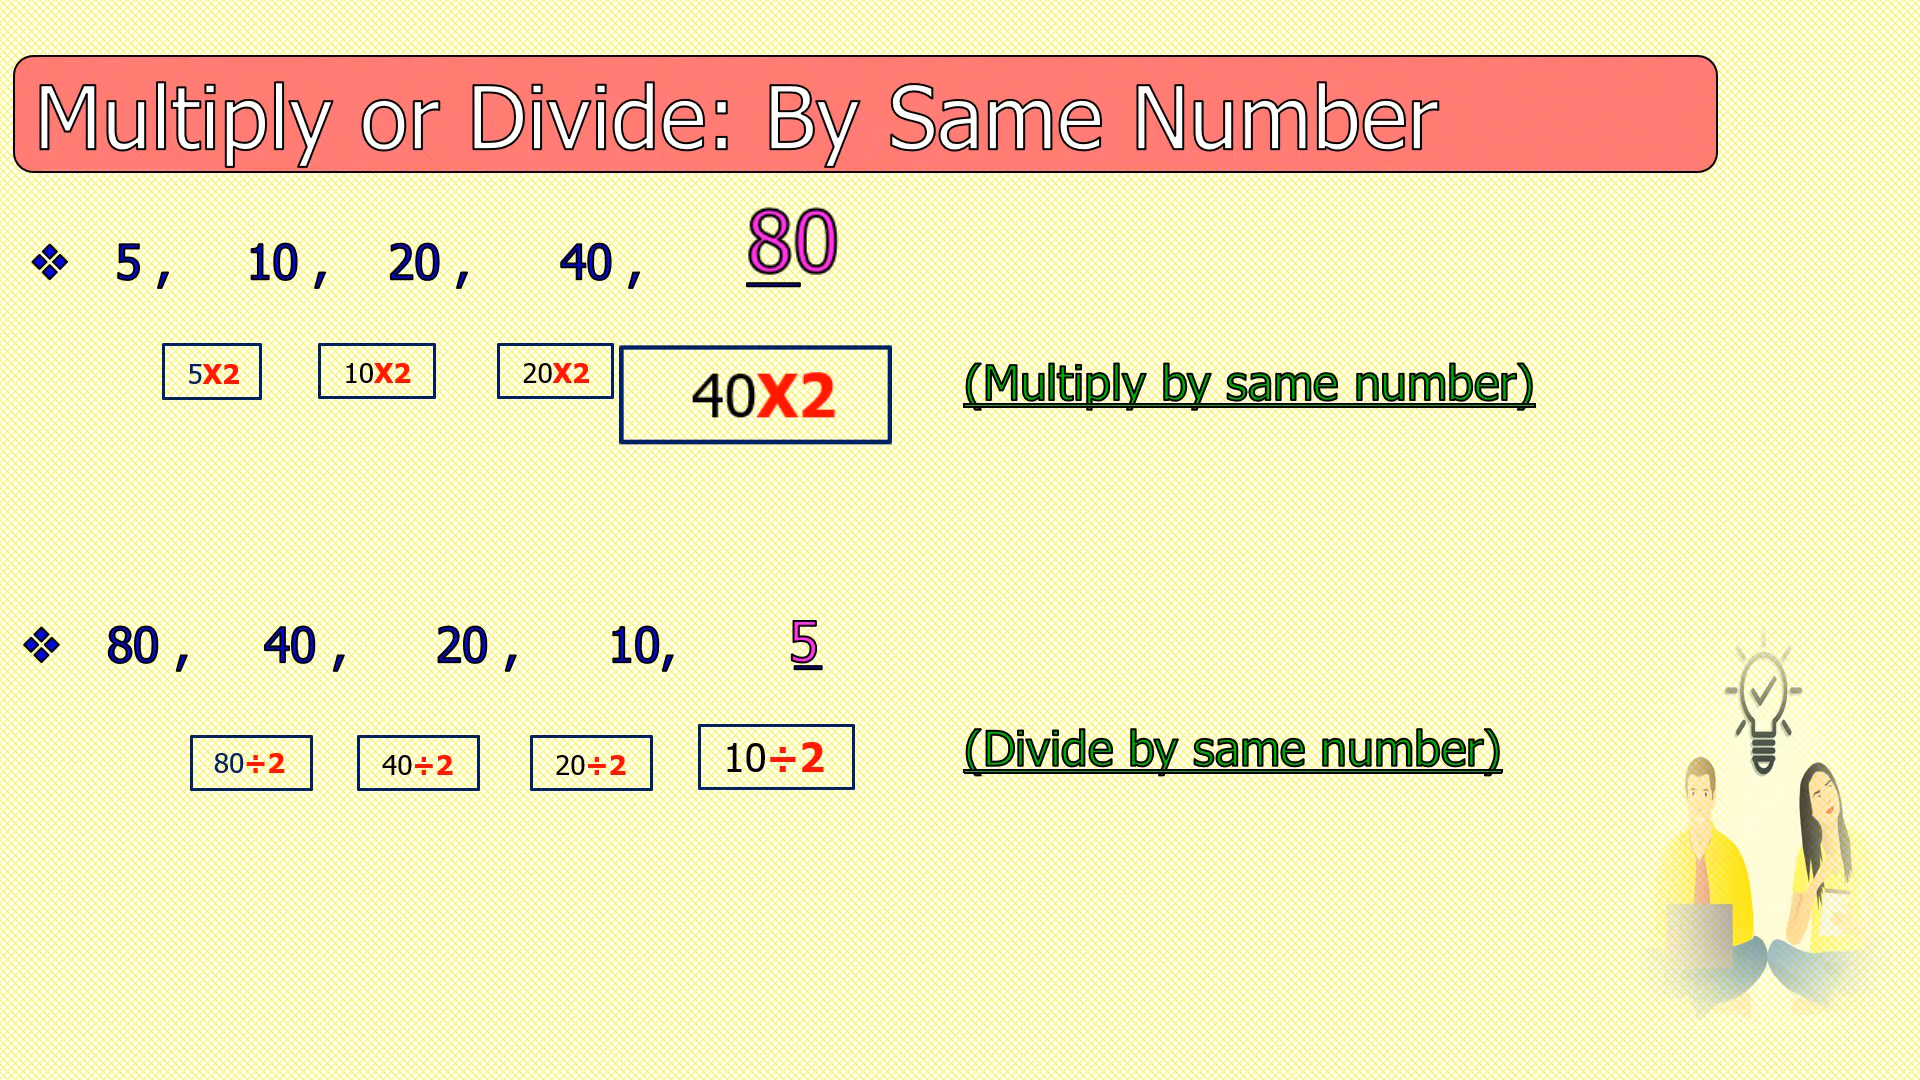 Multiply or Divide: By Same Number
❖ 5 , 10 , 20 , 40 , 80
5X2 10X2 20X2 40X2 (Multiply by same number)
❖ 80 , 40 , 20 , 10, 5
80÷2 40÷2 20÷2 10÷2 (Divide by same number)